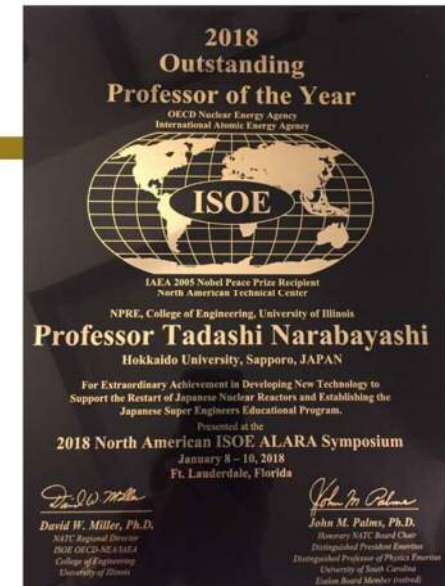 2018
Outstanding
Professor of the Year
OECD Nuclear Energy Agency
International Atomic Energy Agency
ISOE
IAEA 2005 Nobel Peace Prize Recipient
North American Technical Center
NPRE, College of Engineering, University of Illinois
Professor Tadashi Narabayashi
Hokkaido University, Sapporo, JAPAN
For Extraordinary Achievement in Developing New Technology to
Support the Restart of Japanese Nuclear Reactors and Establishing the
Japanese Super Engineers Educational Program.
Presented at the
2018 North American ISOE ALARA Symposium
January 8 – 10, 2018
Ft. Lauderdale, Florida
David W. Miller
David W. Miller, Ph.D.
NATC Regional Director
ISOE OECD-NEA/IAEA
College of Engineering
University of Illinois
John M. Palms
John M. Palms, Ph.D.
Honorary NATC Board Chair
Distinguished President Emeritus
Distinguished Professor of Physics Emeritus
University of South Carolina
Exelon Board Member (retired)